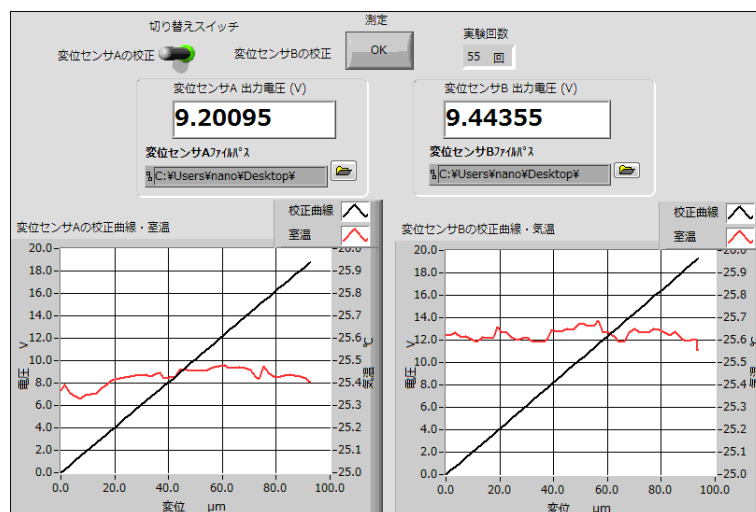 切り替えスイッチ
測定
実験回数
変位センサAの校正
変位センサBの校正
OK
55 回
変位センサA 出力電圧 (V)
9.20095
変位センサAファイルパス
C:¥Users¥nano¥Desktop¥
変位センサB 出力電圧 (V)
9.44355
変位センサBファイルパス
C:¥Users¥nano¥Desktop¥
校正曲線
室温
変位センサAの校正曲線・室温
20.0
18.0
16.0
14.0
12.0
10.0
8.0
6.0
4.0
2.0
0.0
電圧 V
25.9
25.8
25.7
25.6
25.5
25.4
25.3
25.2
25.1
25.0
気温 ℃
0.0 20.0 40.0 60.0 80.0 100.0
変位 μm
校正曲線
室温
変位センサBの校正曲線・気温
20.0
18.0
16.0
14.0
12.0
10.0
8.0
6.0
4.0
2.0
0.0
電圧 V
25.9
25.8
25.7
25.6
25.5
25.4
25.3
25.2
25.1
25.0
気温 ℃
0.0 20.0 40.0 60.0 80.0 100.0
変位 μm